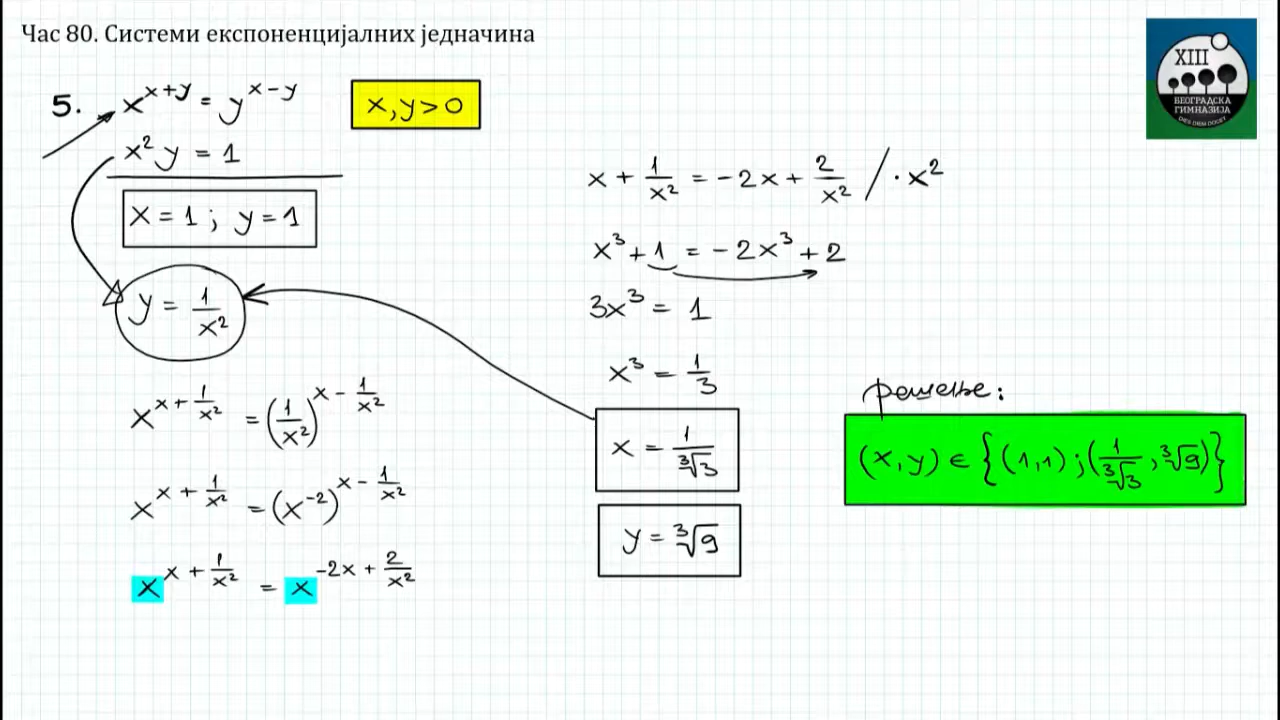 Час 80. Системи експоненцијалних једначина
XIII
БЕОГРАДСКА
ГИМНАЗИЈА
5. x^(x+y) = y^(x-y)
x, y > 0
x² y = 1
x = 1 ; y = 1
y = 1/x²
x^(x + 1/x²) = (1/x²)^(x - 1/x²)
x^(x + 1/x²) = (x^(-2))^(x - 1/x²)
x^(x + 1/x²) = x^(-2x + 2/x²)
x + 1/x² = -2x + 2/x² / · x²
x³ + 1 = -2x³ + 2
3x³ = 1
x³ = 1/3
x = 1/∛3
y = ∛9
решење:
(x, y) ∈ {(1,1) ; (1/∛3, ∛9)}